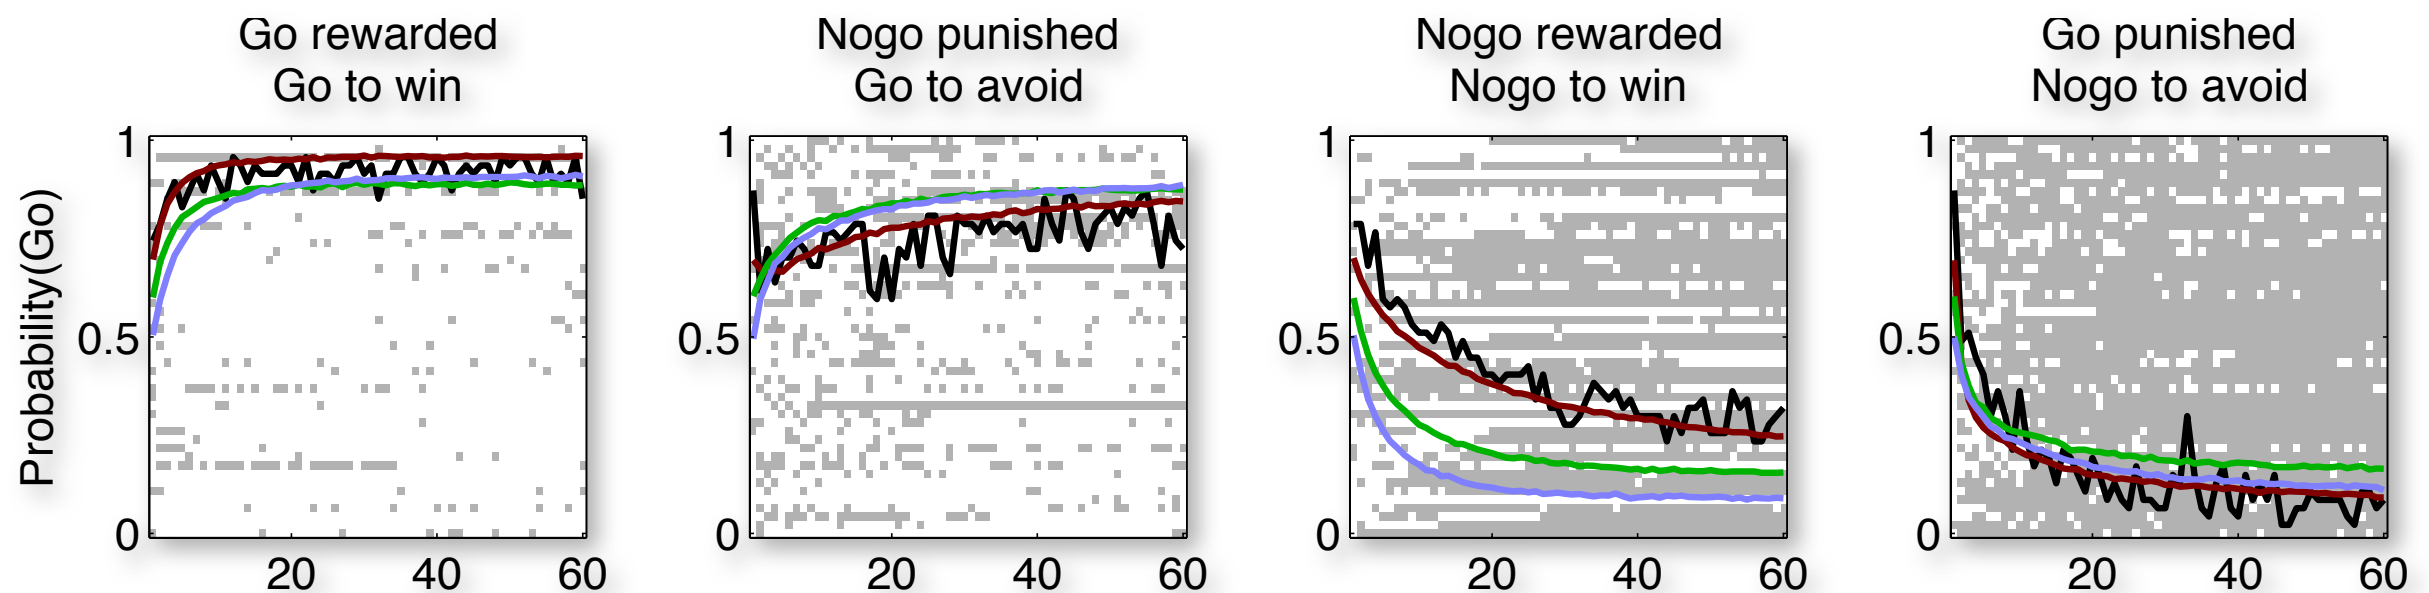 Go rewarded
Go to win
Nogo punished
Go to avoid
Nogo rewarded
Nogo to win
Go punished
Nogo to avoid
Probability(Go)
1
0.5
0
20 40 60
1
0.5
0
20 40 60
1
0.5
0
20 40 60
1
0.5
0
20 40 60